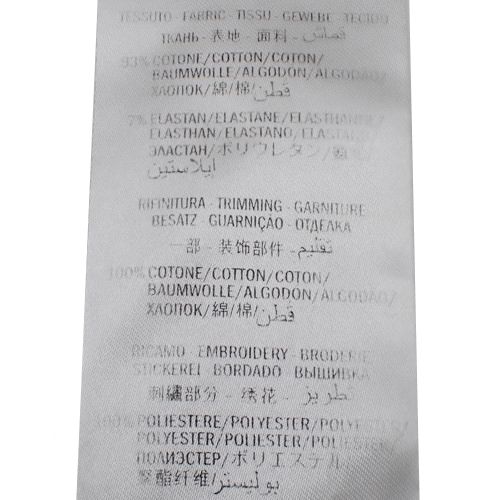 TESSUTO - FABRIC - TISSU - GEWEBE - TECIDO
ТКАНЬ - 表地 - 面料 - قماش
93% COTONE/COTTON/COTON/
BAUMWOLLE/ALGODON/ALGODÃO/
ХЛОПОК/綿/棉/قطن
7% ELASTAN/ELASTANE/ELASTHANNE/
ELASTHAN/ELASTANO/ELASTANO/
ЭЛАСТАН/ポリウレタン/氨纶/
ايلاستين
RIFINITURA - TRIMMING - GARNITURE
BESATZ - GUARNIÇÃO - ОТДЕЛКА
一部 - 装饰部件 - تقليم
100% COTONE/COTTON/COTON/
BAUMWOLLE/ALGODON/ALGODÃO/
ХЛОПОК/綿/棉/قطن
RICAMO - EMBROIDERY - BRODERIE
STICKEREI - BORDADO - ВЫШИВКА
刺繍部分 - 绣花 - تطريز
100% POLIESTERE/POLYESTER/POLYESTER/
POLYESTER/POLIESTER/POLIESTER/
ПОЛИЭСТЕР/ポリエステル/
聚酯纤维/بوليستر